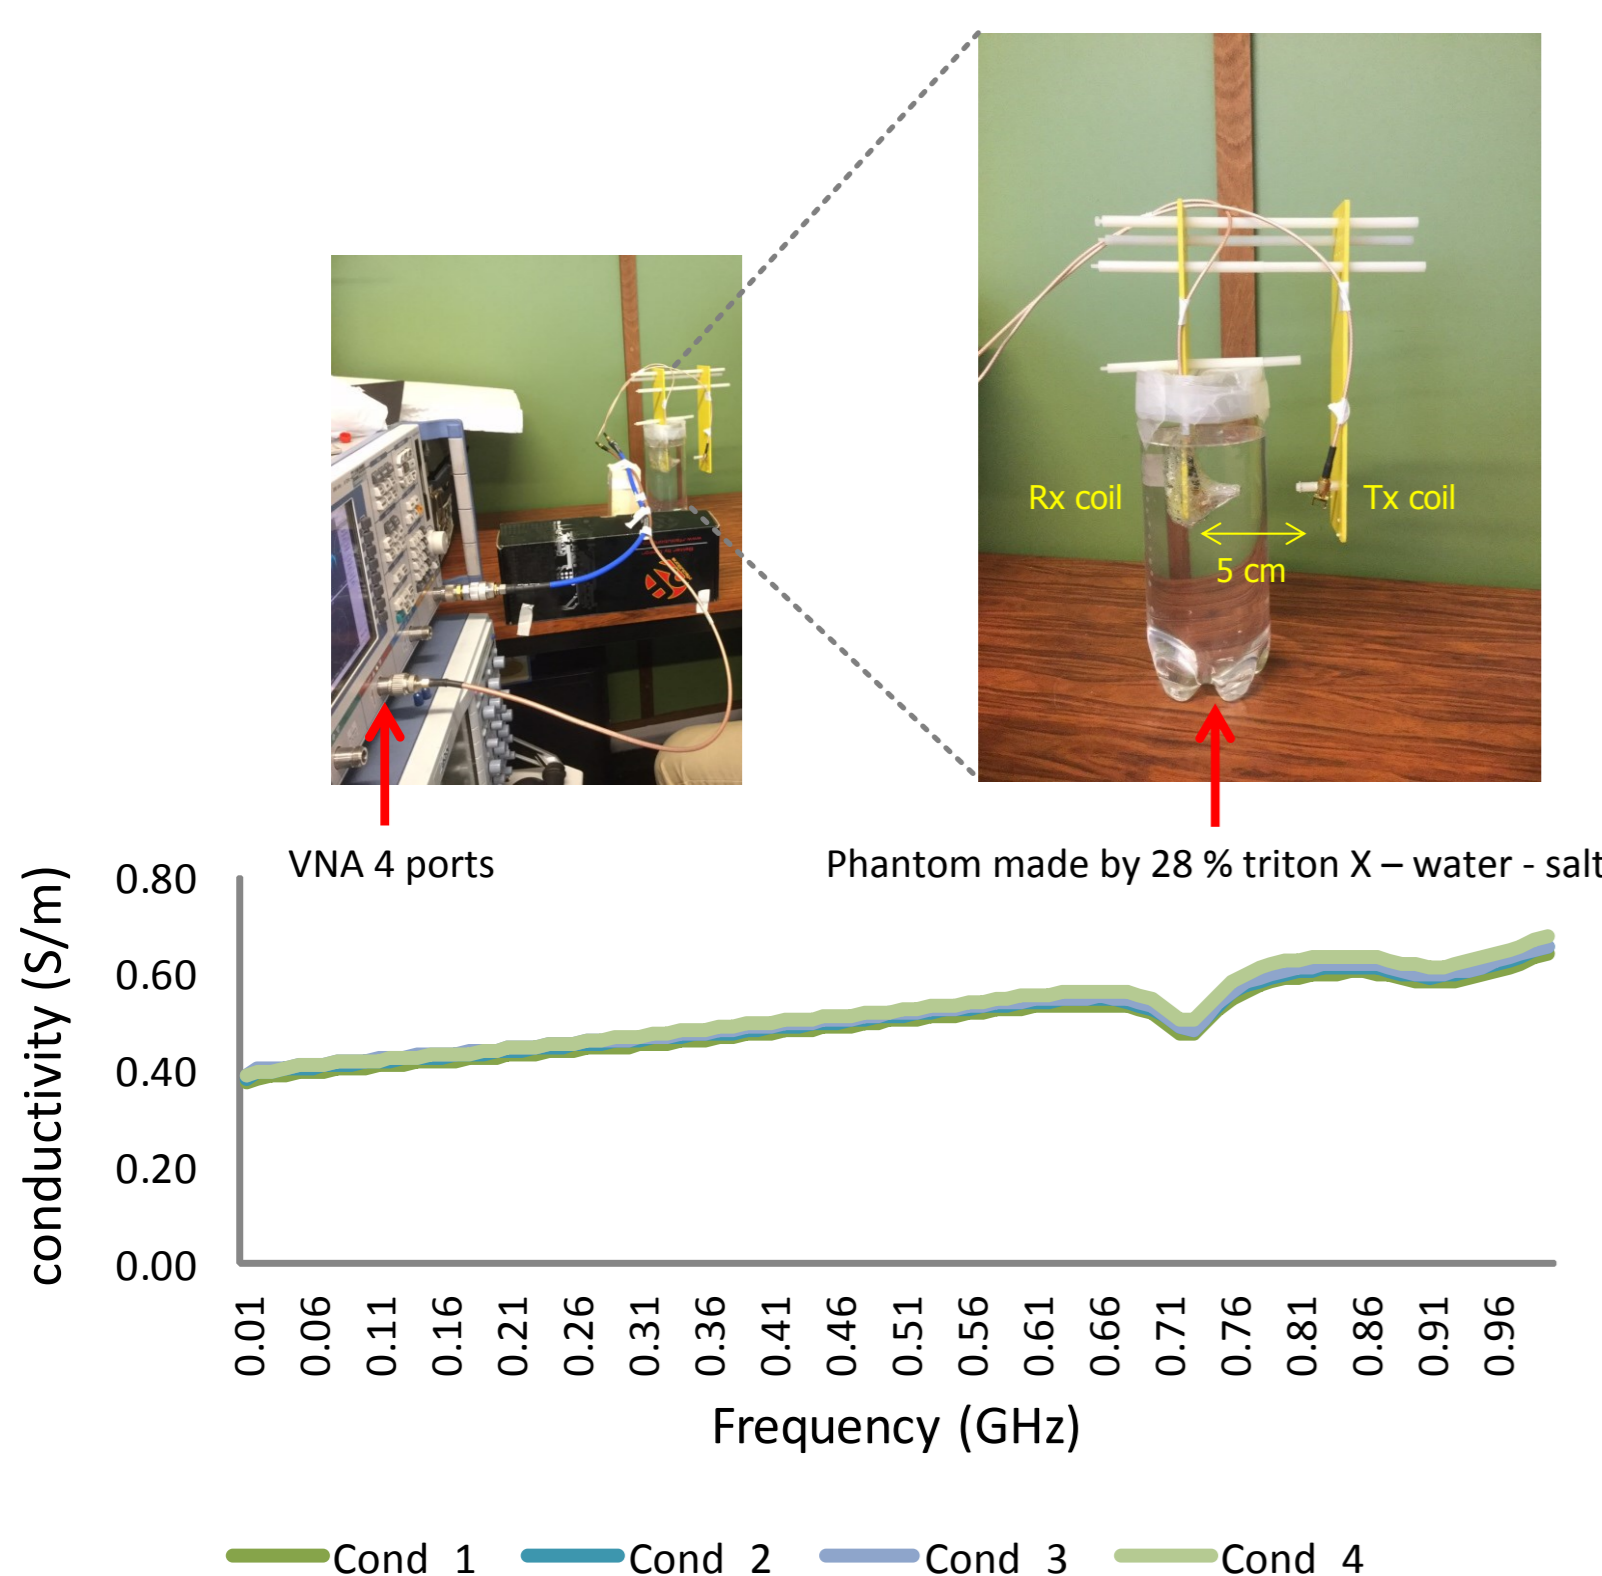 Rx coil
Tx coil
5 cm
VNA 4 ports
Phantom made by 28 % triton X – water - salt
conductivity (S/m)
0.80
0.60
0.40
0.20
0.00
0.01 0.06 0.11 0.16 0.21 0.26 0.31 0.36 0.41 0.46 0.51 0.56 0.61 0.66 0.71 0.76 0.81 0.86 0.91 0.96
Frequency (GHz)
Cond 1 Cond 2 Cond 3 Cond 4